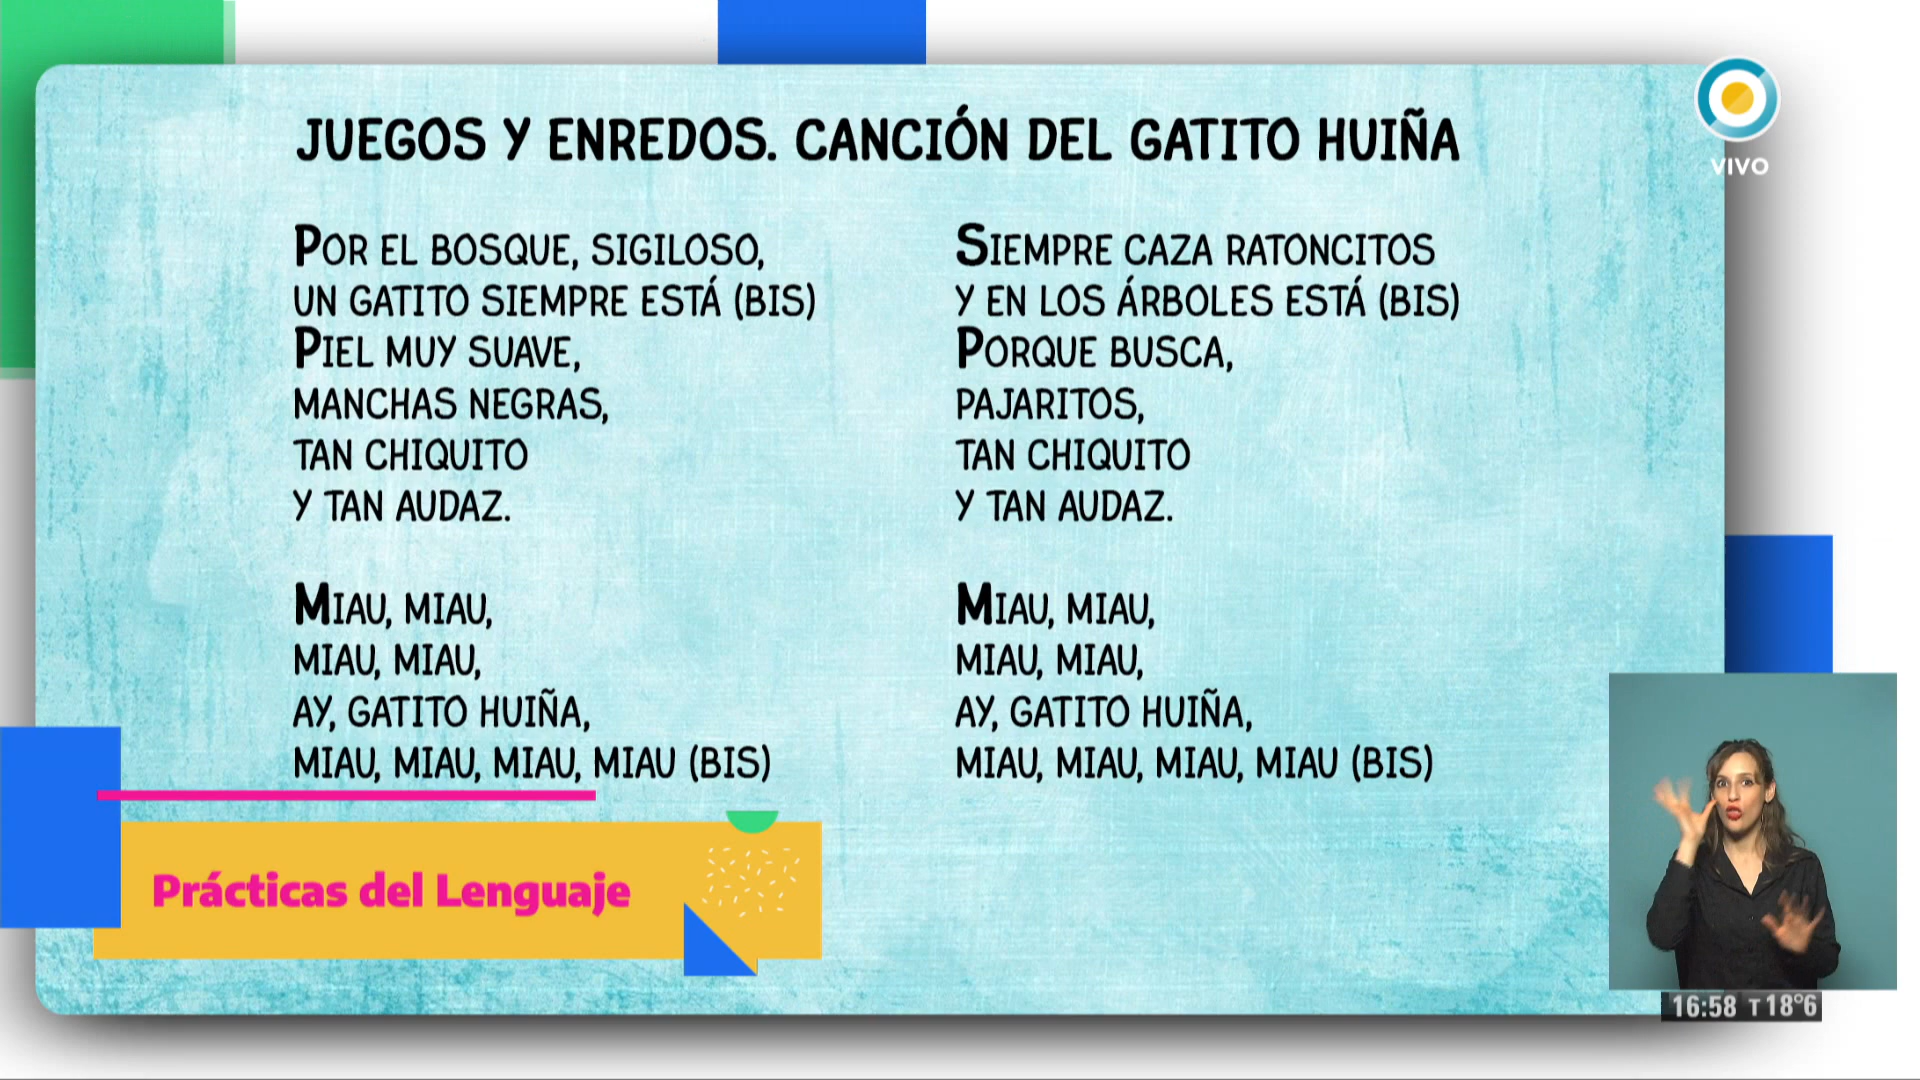 JUEGOS Y ENREDOS. CANCIÓN DEL GATITO HUIÑA
POR EL BOSQUE, SIGILOSO,
UN GATITO SIEMPRE ESTÁ (BIS)
PIEL MUY SUAVE,
MANCHAS NEGRAS,
TAN CHIQUITO
Y TAN AUDAZ.
MIAU, MIAU,
MIAU, MIAU,
AY, GATITO HUIÑA,
MIAU, MIAU, MIAU, MIAU (BIS)
SIEMPRE CAZA RATONCITOS
Y EN LOS ÁRBOLES ESTÁ (BIS)
PORQUE BUSCA,
PAJARITOS,
TAN CHIQUITO
Y TAN AUDAZ.
MIAU, MIAU,
MIAU, MIAU,
AY, GATITO HUIÑA,
MIAU, MIAU, MIAU, MIAU (BIS)
Prácticas del Lenguaje
VIVO
16:58 T 18°6